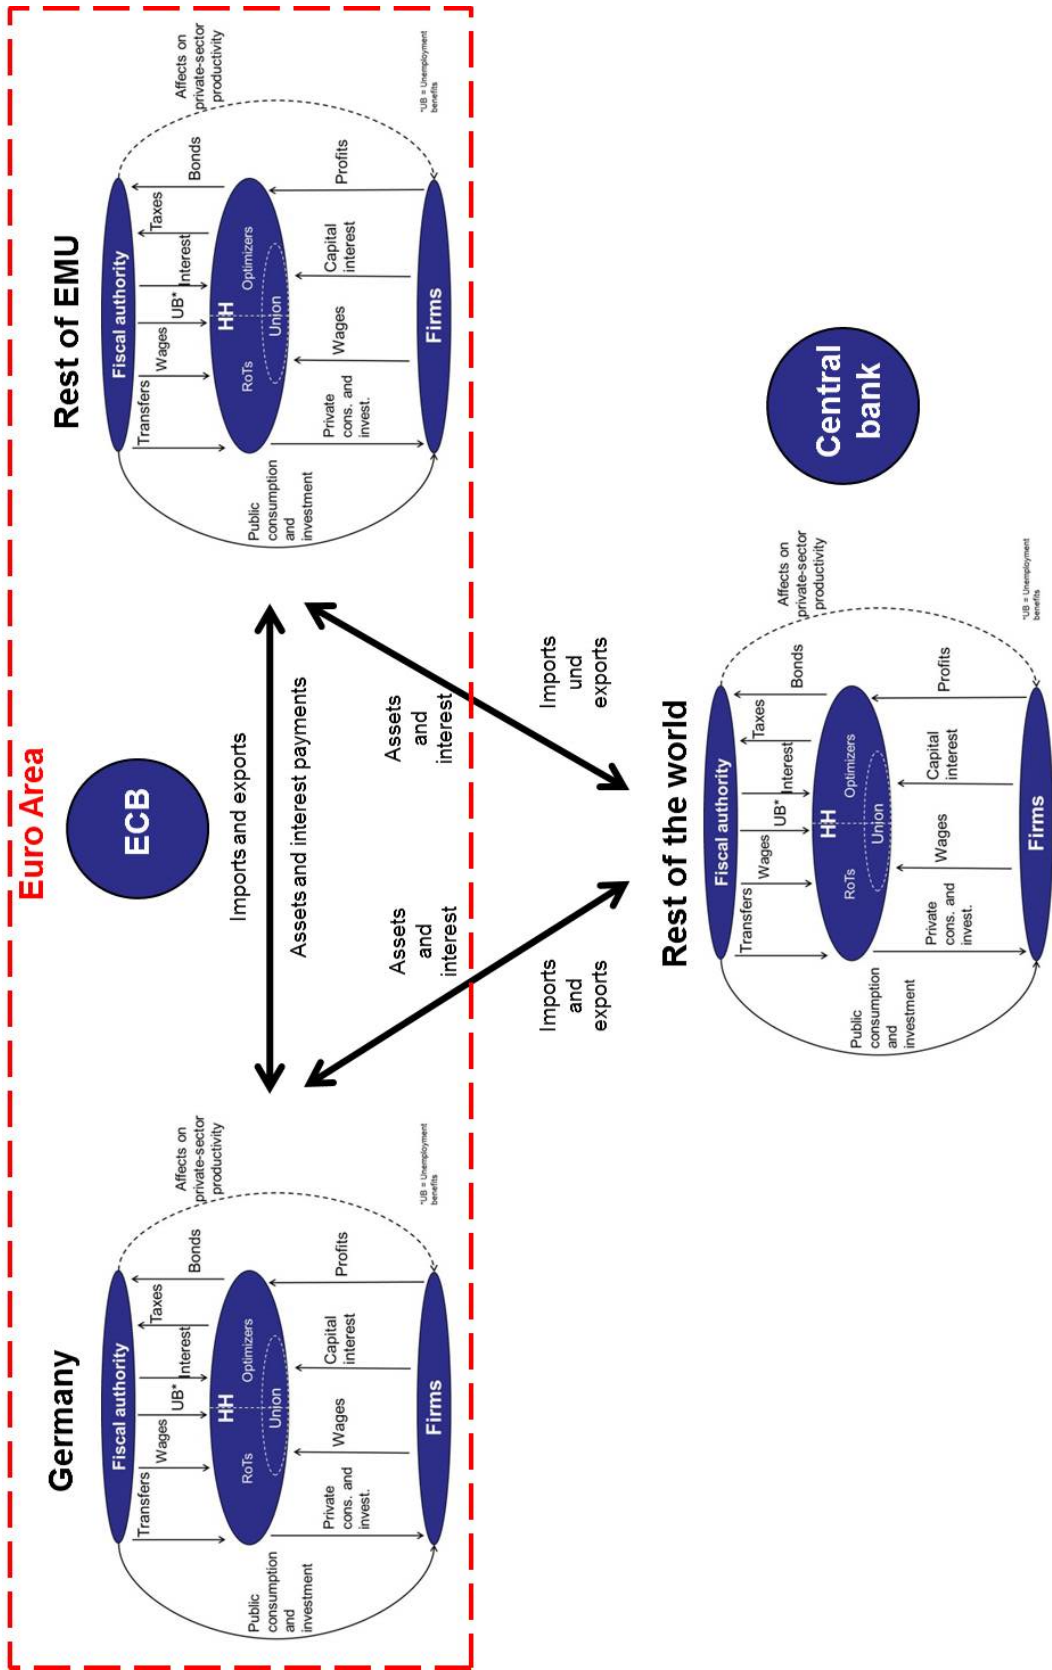 Euro Area
Germany
Fiscal authority
Transfers
Wages
UB*
Interest
Taxes
Bonds
Affects on
private-sector
productivity
HH
RoTs
Optimizers
Union
Public
consumption
and
investment
Private
cons. and
invest.
Wages
Capital
interest
Profits
Firms
*UB = Unemployment
benefits
ECB
Imports and exports
Assets and interest payments
Rest of EMU
Fiscal authority
Transfers
Wages
UB*
Interest
Taxes
Bonds
Affects on
private-sector
productivity
HH
RoTs
Optimizers
Union
Public
consumption
and
investment
Private
cons. and
invest.
Wages
Capital
interest
Profits
Firms
*UB = Unemployment
benefits
Assets
and
interest
Assets
and
interest
Imports
and
exports
Imports
und
exports
Rest of the world
Fiscal authority
Transfers
Wages
UB*
Interest
Taxes
Bonds
Affects on
private-sector
productivity
HH
RoTs
Optimizers
Union
Public
consumption
and
investment
Private
cons. and
invest.
Wages
Capital
interest
Profits
Firms
*UB = Unemployment
benefits
Central
bank